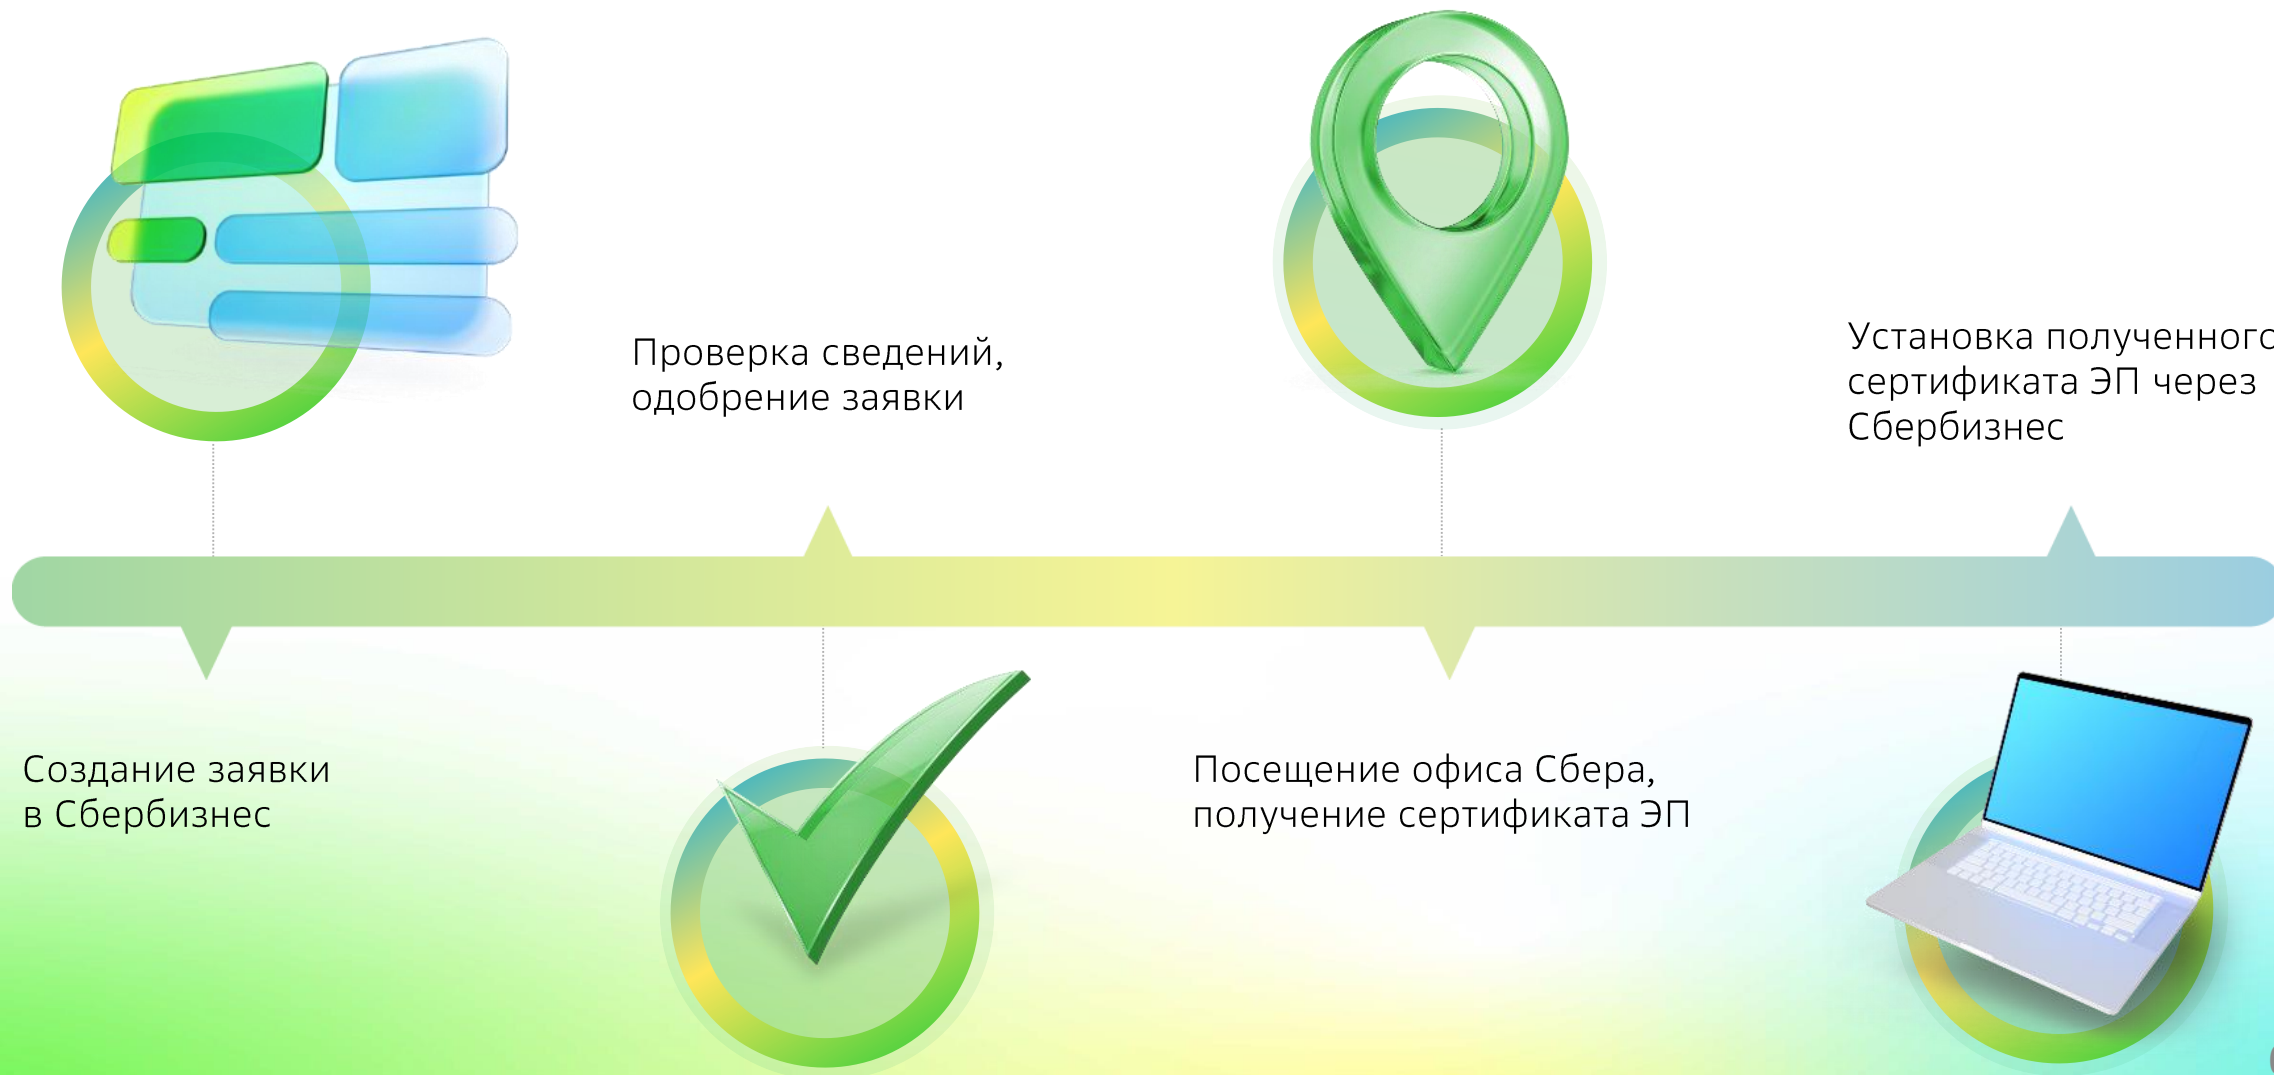 Создание заявки
в Сбербизнес
Проверка сведений,
одобрение заявки
Посещение офиса Сбера,
получение сертификата ЭП
Установка полученного
сертификата ЭП через
Сбербизнес